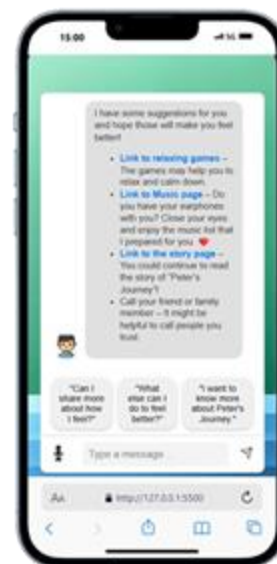 15:00
5G
I have some suggestions for you
and hope those will make you feel
better!
• Link to relaxing games –
The games may help you to
relax and calm down.
• Link to Music page – Do
you have your earphones
with you? Close your eyes
and enjoy the music list that
I prepared for you ❤️
• Link to the story page –
You could continue to read
the story of "Peter's
Journey"!
• Call your friend or family
member – It might be
helpful to call people you
trust.
"Can I
share more
about how
I feel?"
"What
else can I
do to feel
better?"
"I want to
know more
about Peter's
Journey."
Type a message
AA
http://127.0.0.1:5500